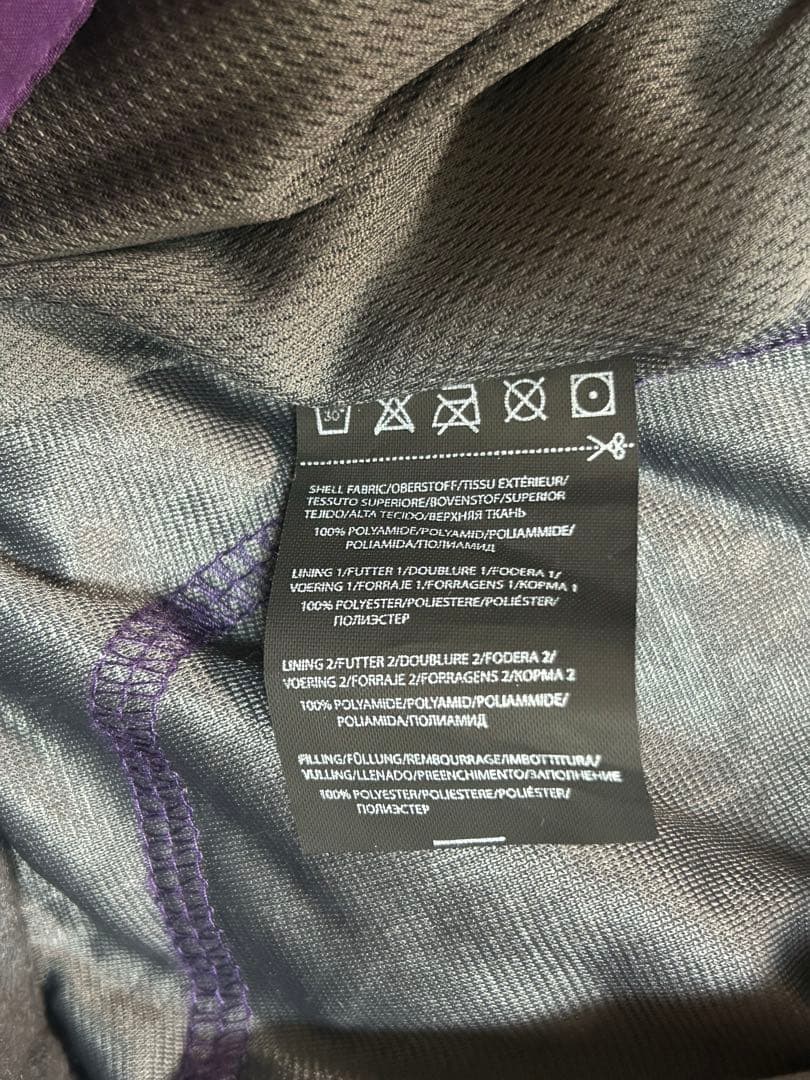 30°
SHELL FABRIC/OBERSTOFF/TISSU EXTÉRIEUR/
TESSUTO SUPERIORE/BOVENSTOF/SUPERIOR
TEJIDO/ALTA TECIDO/ВЕРХНЯЯ ТКАНЬ
100% POLYAMIDE/POLYAMID/POLIAMMIDE/
POLIAMIDA/ПОЛИАМИД
LINING 1/FUTTER 1/DOUBLURE 1/FODERA 1/
VOERING 1/FORRAJE 1/FORRAGENS 1/КОРМА 1
100% POLYESTER/POLIESTERE/POLIÉSTER/
ПОЛИЭСТЕР
LINING 2/FUTTER 2/DOUBLURE 2/FODERA 2/
VOERING 2/FORRAJE 2/FORRAGENS 2/КОРМА 2
100% POLYAMIDE/POLYAMID/POLIAMMIDE/
POLIAMIDA/ПОЛИАМИД
FILLING/FÜLLUNG/REMBOURRAGE/IMBOTTITURA/
VULLING/LLENADO/PREENCHIMENTO/ЗАПОЛНЕНИЕ
100% POLYESTER/POLIESTERE/POLIÉSTER/
ПОЛИЭСТЕР